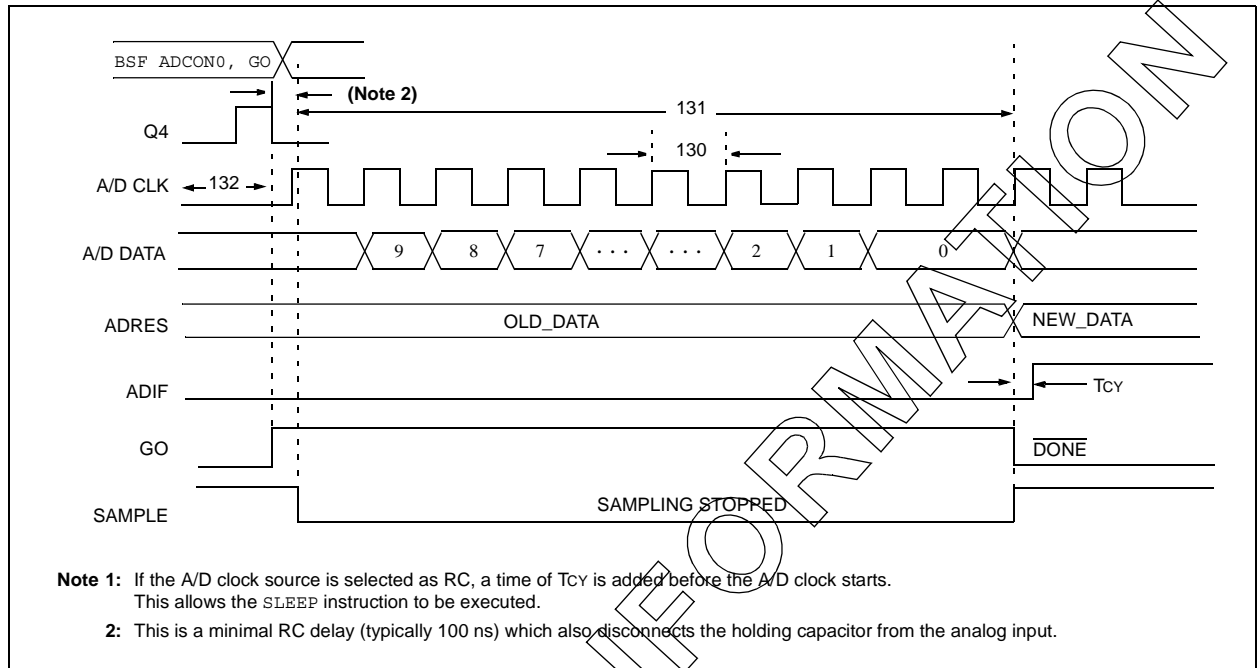 BSF ADCON0, GO
(Note 2)
131
Q4
130
A/D CLK
132
A/D DATA
9 8 7 · · · · · · 2 1 0
ADRES
OLD_DATA
NEW_DATA
ADIF
TCY
GO
DONE
SAMPLE
SAMPLING STOPPED
Note 1: If the A/D clock source is selected as RC, a time of TCY is added before the A/D clock starts.
This allows the SLEEP instruction to be executed.
2: This is a minimal RC delay (typically 100 ns) which also disconnects the holding capacitor from the analog input.
IFORMATION